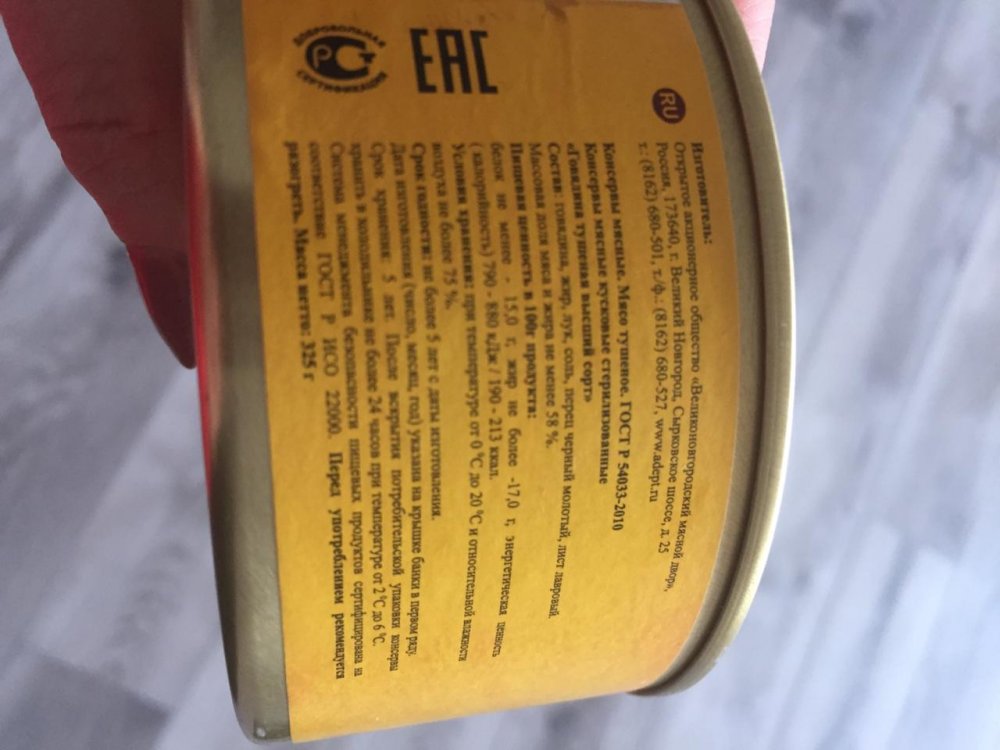 RU
Изготовитель:
Открытое акционерное общество «Великоновгородский мясной двор»,
Россия, 173640, г. Великий Новгород, Сырковское шоссе, д. 25
т.: (8162) 680-501, т./ф.: (8162) 680-527, www.adept.ru
Консервы мясные. Мясо тушеное. ГОСТ Р 54033-2010
Консервы мясные кусковые стерилизованные
«Говядина тушеная высший сорт»
Состав: говядина, жир, лук, соль, перец черный молотый, лист лавровый.
Массовая доля мяса и жира не менее 58 %.
Пищевая ценность в 100г продукта:
белок не менее - 15,0 г, жир не более -17,0 г, энергетическая ценность
( калорийность) 790 - 880 кДж / 190 - 213 ккал.
Условия хранения: при температуре от 0 °С до 20 °С и относительной влажности
воздуха не более 75 %.
Срок годности: не более 5 лет с даты изготовления.
Дата изготовления (число, месяц, год) указана на крышке банки в первом ряду.
Срок хранения: 5 лет. После вскрытия потребительской упаковки консервы
хранить в холодильнике не более 24 часов при температуре от 2 °С до 6 °С.
Система менеджмента безопасности пищевых продуктов сертифицирована на
соответствие ГОСТ Р ИСО 22000. Перед употреблением рекомендуется
разогреть. Масса нетто: 325 г
ДОБРОВОЛЬНАЯ
СЕРТИФИКАЦИЯ
EAC